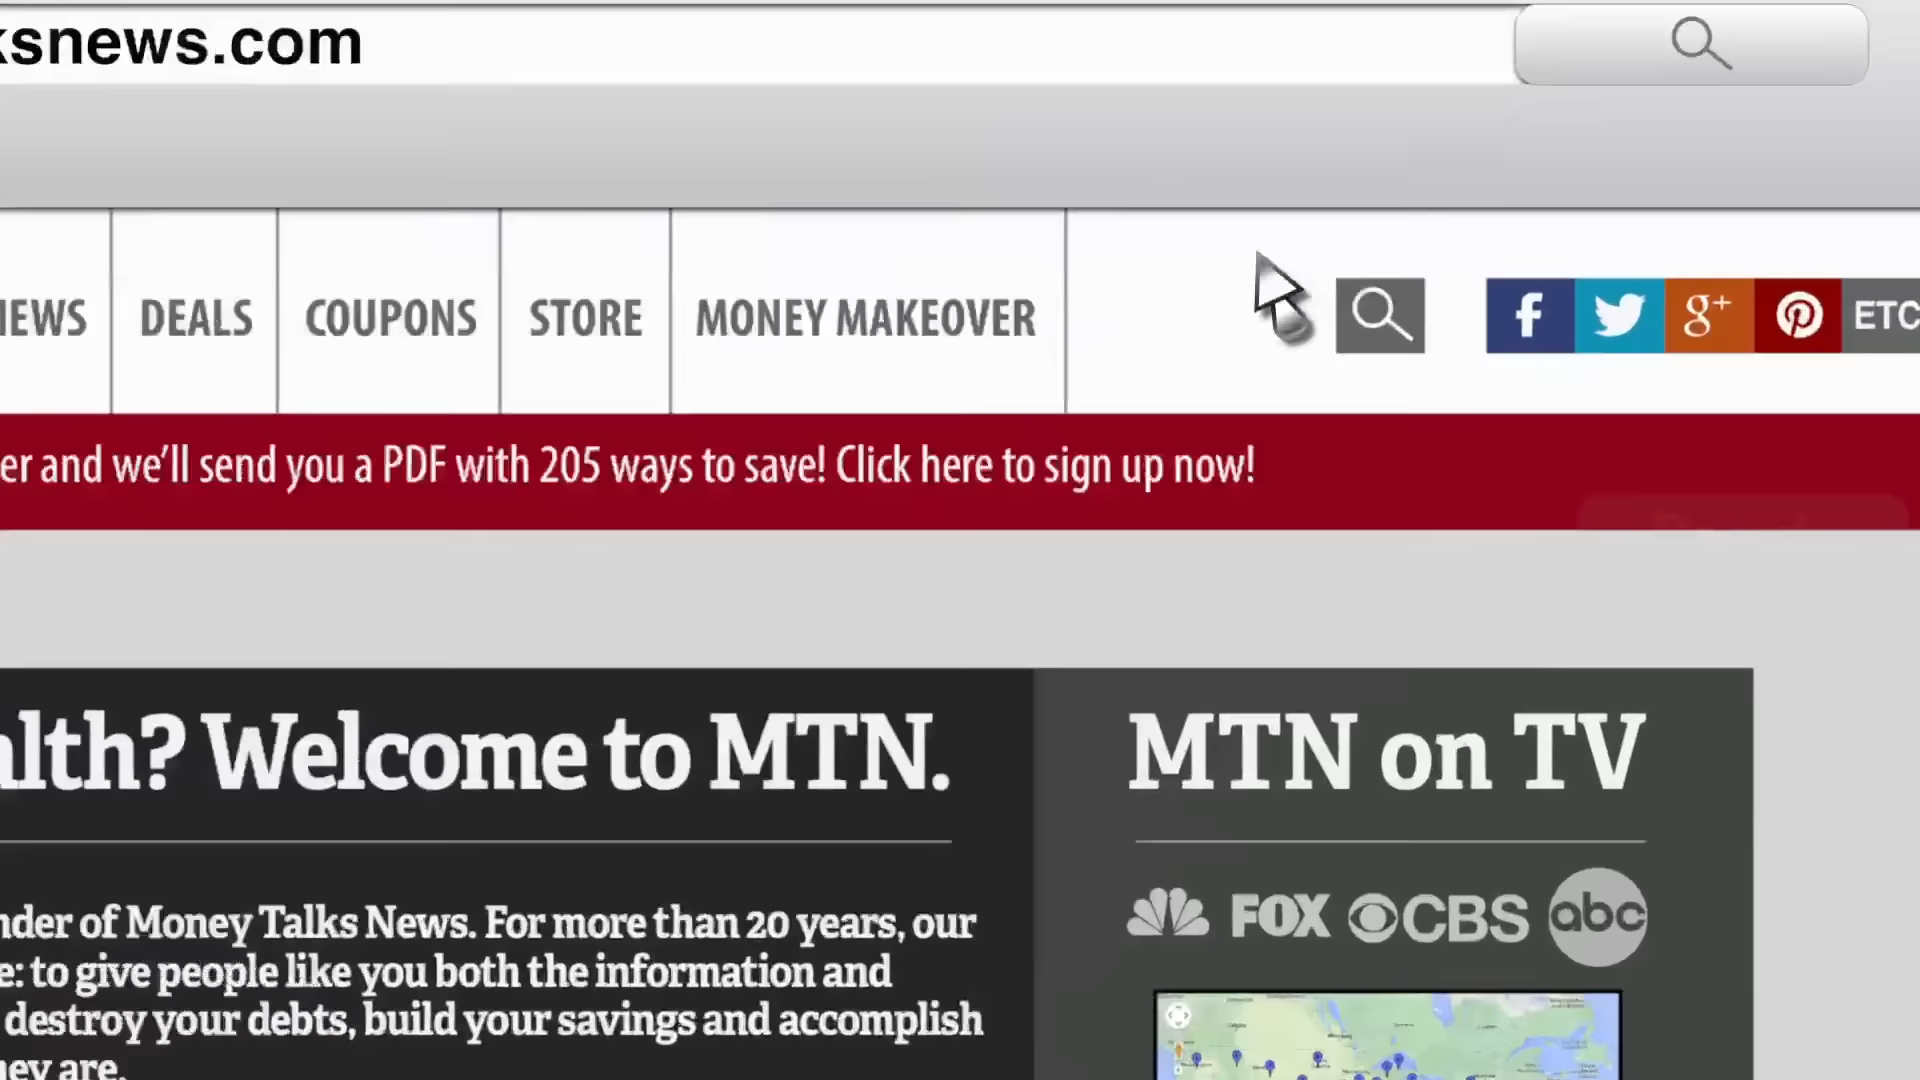 ksnews.com
IEWS DEALS COUPONS STORE MONEY MAKEOVER f g+ ETC
er and we'll send you a PDF with 205 ways to save! Click here to sign up now!
alth? Welcome to MTN.
MTN on TV
nder of Money Talks News. For more than 20 years, our
e: to give people like you both the information and
destroy your debts, build your savings and accomplish
hey are.
FOX CBS abc